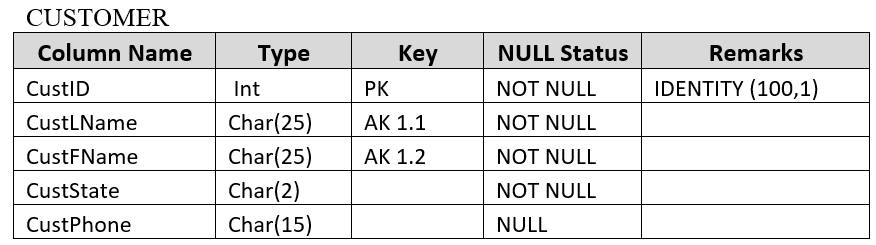 CUSTOMER
Column Name Type Key NULL Status Remarks
CustID Int PK NOT NULL IDENTITY (100,1)
CustLName Char(25) AK 1.1 NOT NULL
CustFName Char(25) AK 1.2 NOT NULL
CustState Char(2) NOT NULL
CustPhone Char(15) NULL